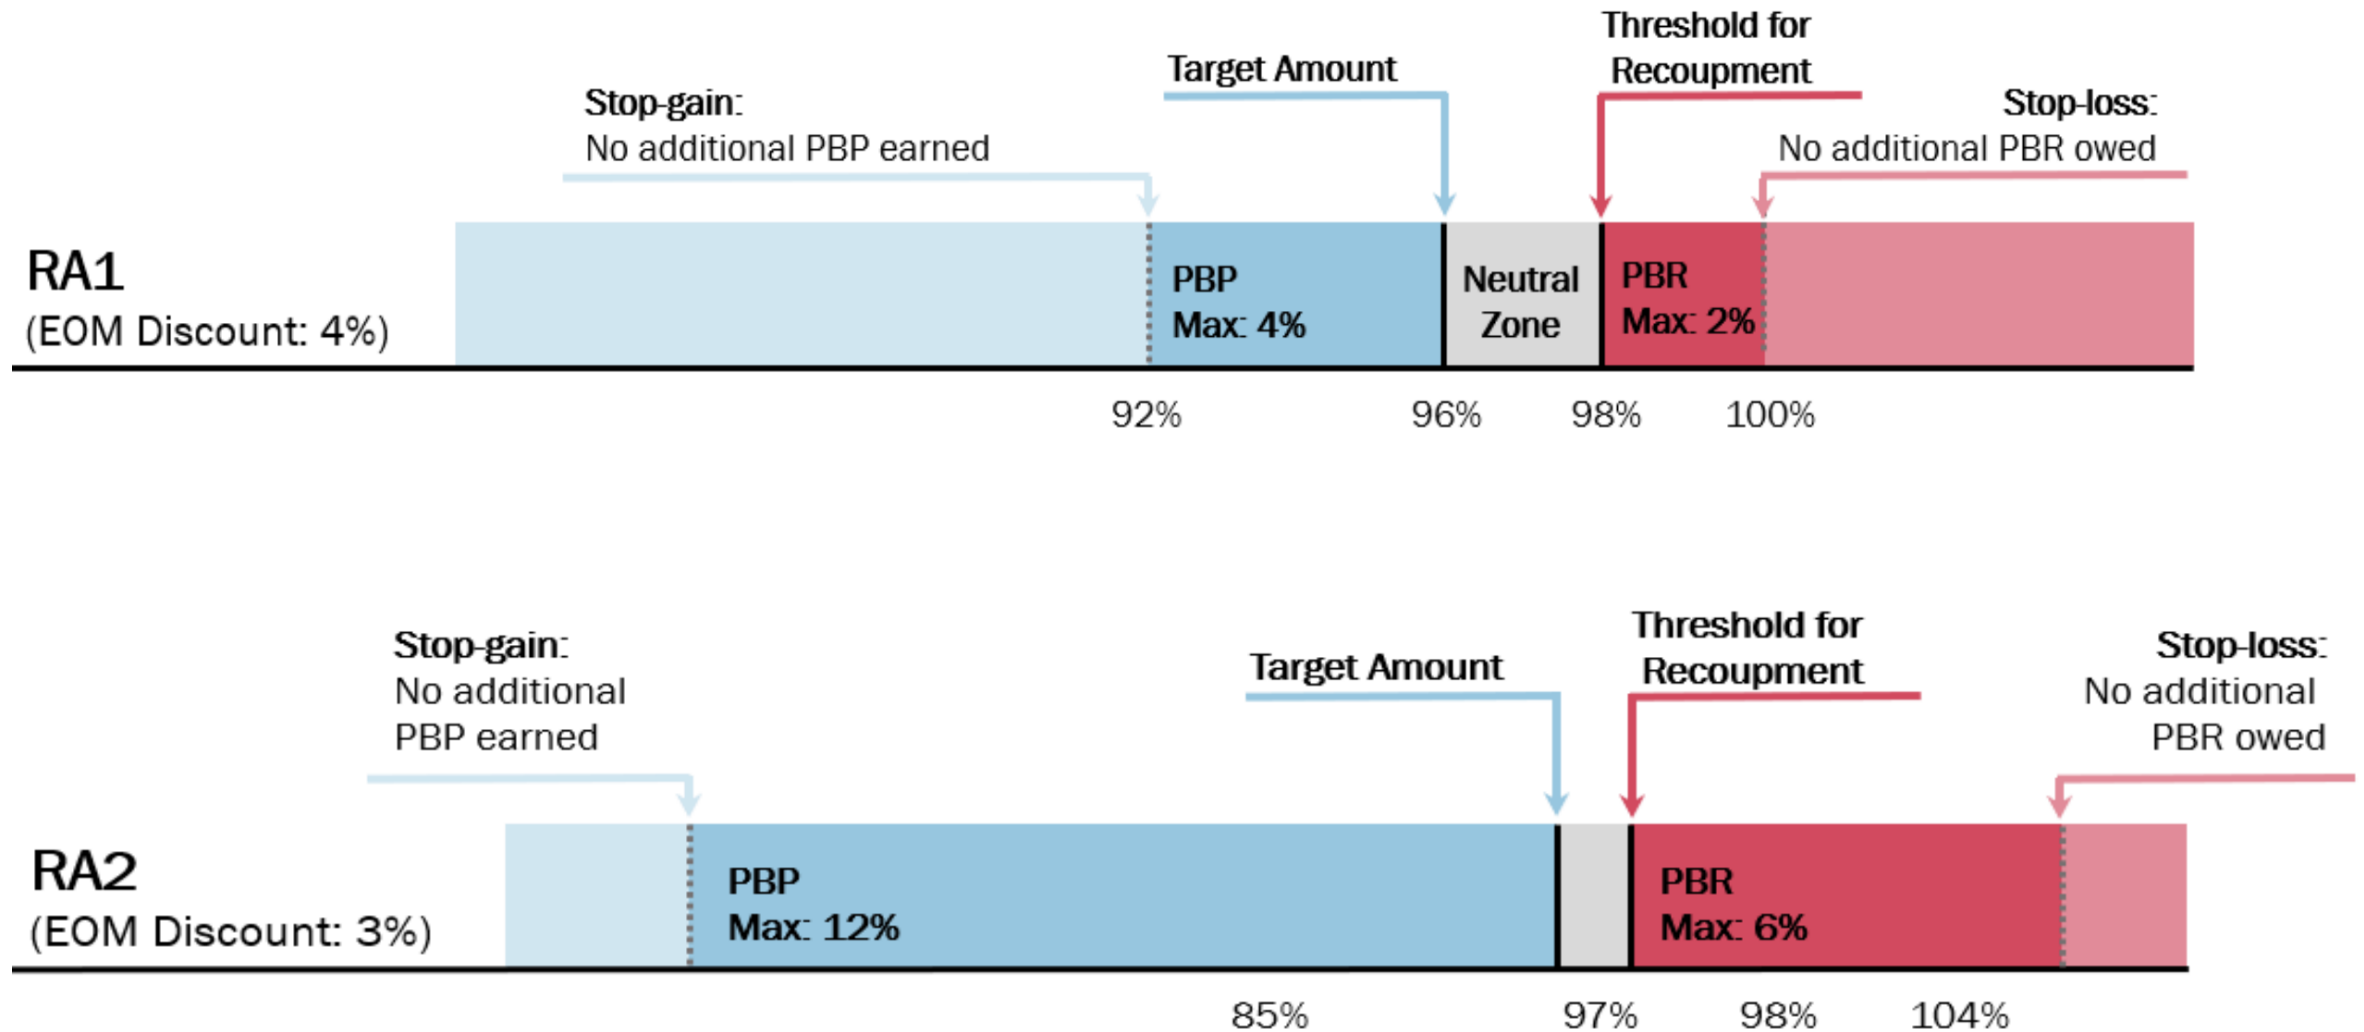 Threshold for
Recoupment
Target Amount
Stop-gain:
No additional PBP earned
Stop-loss:
No additional PBR owed
RA1
(EOM Discount: 4%)
PBP
Max: 4%
Neutral
Zone
PBR
Max: 2%
92%
96%
98%
100%
Stop-gain:
No additional
PBP earned
Target Amount
Threshold for
Recoupment
Stop-loss:
No additional
PBR owed
RA2
(EOM Discount: 3%)
PBP
Max: 12%
PBR
Max: 6%
85%
97%
98%
104%